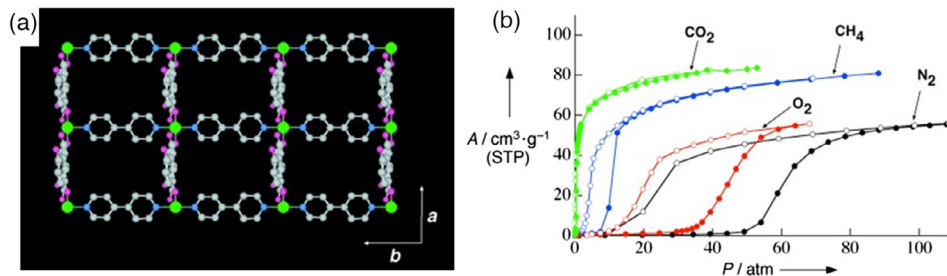 (a)
a
b
(b)
CO₂
CH₄
N₂
O₂
A / cm³·g⁻¹
(STP)
80
60
40
20
0
0 20 40 60 80 100
P / atm